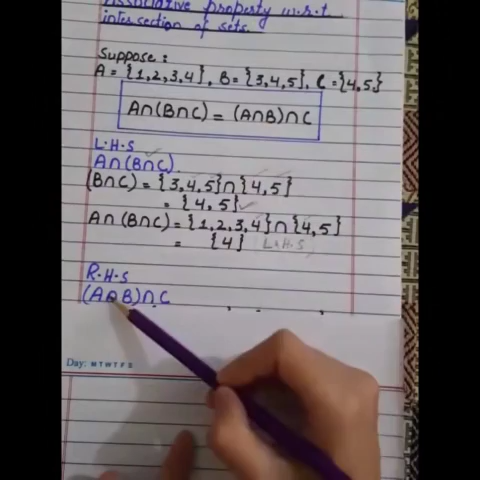 Associative property w.r.t
intersection of sets.
Suppose:
A = {1,2,3,4}, B = {3,4,5}, C = {4,5}
A∩(B∩C) = (A∩B)∩C
L.H.S
A∩(B∩C)
(B∩C) = {3,4,5}∩{4,5}
= {4,5}
A∩(B∩C) = {1,2,3,4}∩{4,5}
= {4} L.H.S
R.H.S
(A∩B)∩C
Day: M T W T F S